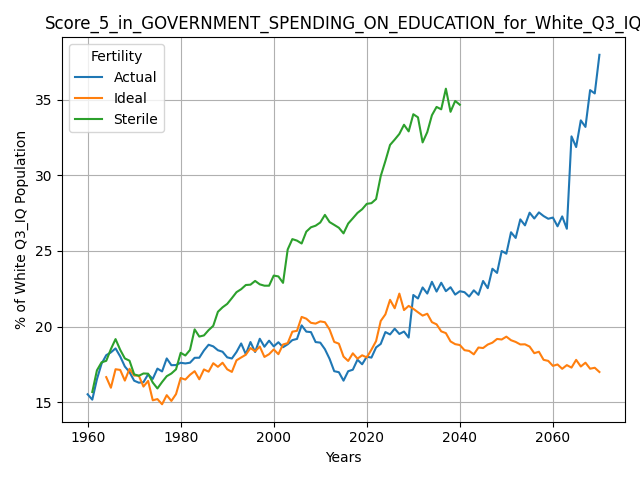 Score_5_in_GOVERNMENT_SPENDING_ON_EDUCATION_for_White_Q3_IQ
Fertility
Actual
Ideal
Sterile
% of White Q3_IQ Population
35
30
25
20
15
1960
1980
2000
2020
2040
2060
Years